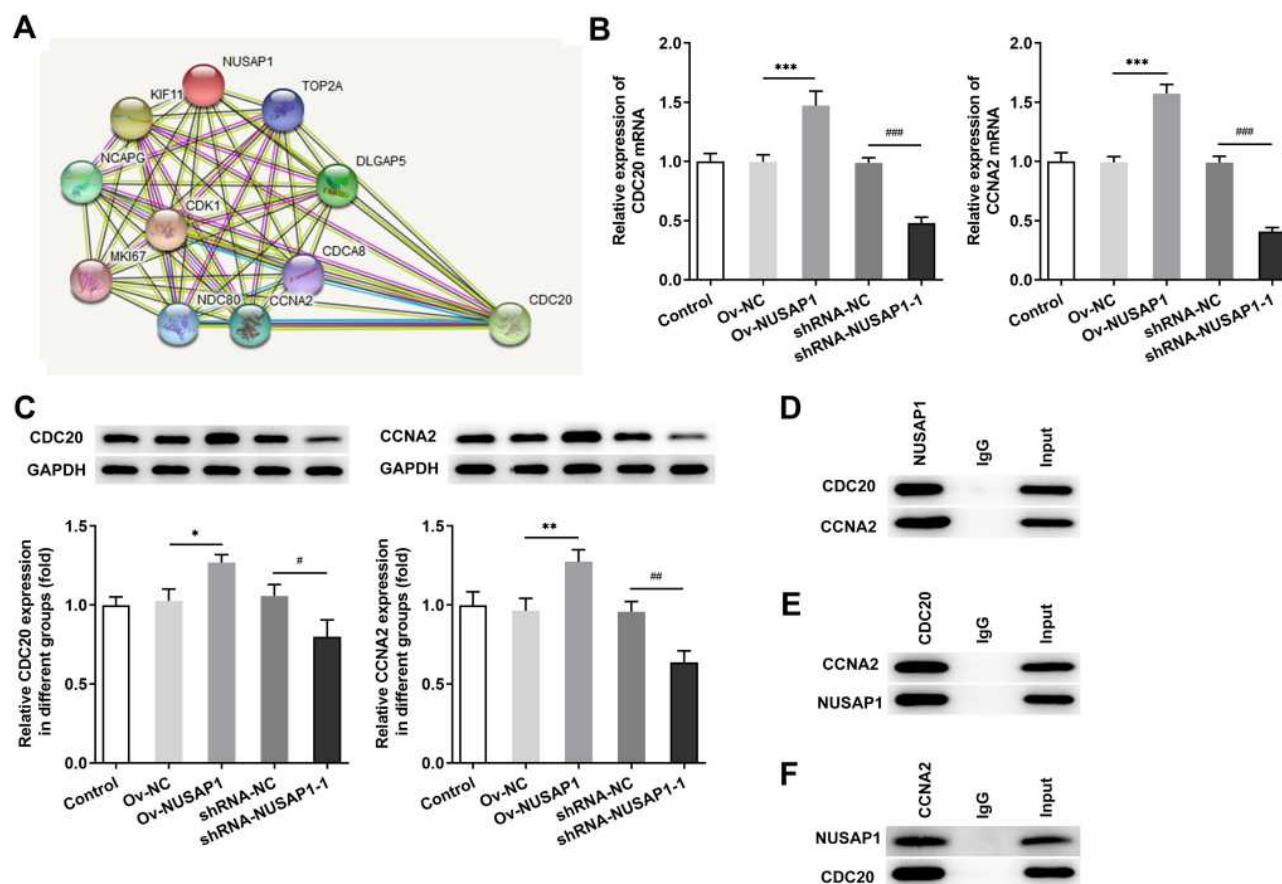 A
NUSAP1
KIF11
TOP2A
NCAPG
DLGAP5
CDK1
MKI67
CDCA8
NDC80
CCNA2
CDC20
B
Relative expression of
CDC20 mRNA
2.0
1.5
1.0
0.5
0.0
***
###
Control
Ov-NC
Ov-NUSAP1
shRNA-NC
shRNA-NUSAP1-1
Relative expression of
CCNA2 mRNA
2.0
1.5
1.0
0.5
0.0
***
###
Control
Ov-NC
Ov-NUSAP1
shRNA-NC
shRNA-NUSAP1-1
C
CDC20
GAPDH
CCNA2
GAPDH
Relative CDC20 expression
in different groups (fold)
1.5
1.0
0.5
0.0
*
#
Control
Ov-NC
Ov-NUSAP1
shRNA-NC
shRNA-NUSAP1-1
Relative CCNA2 expression
in different groups (fold)
1.5
1.0
0.5
0.0
**
##
Control
Ov-NC
Ov-NUSAP1
shRNA-NC
shRNA-NUSAP1-1
D
NUSAP1
IgG
Input
CDC20
CCNA2
E
CDC20
IgG
Input
CCNA2
NUSAP1
F
CCNA2
IgG
Input
NUSAP1
CDC20